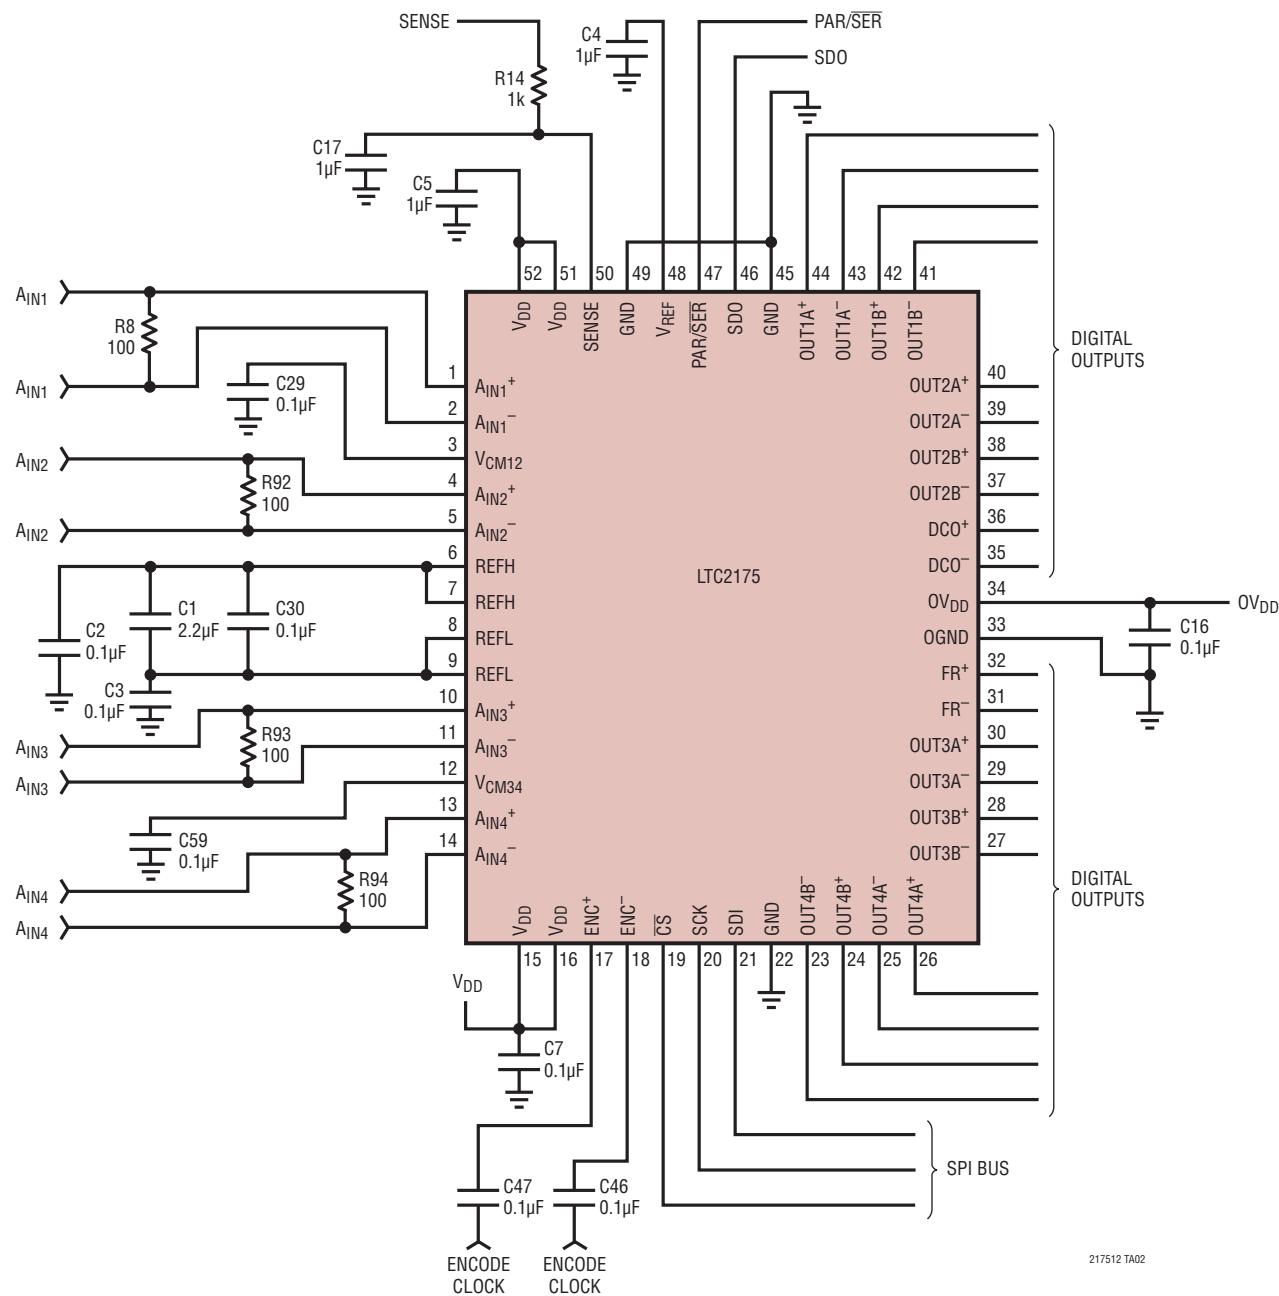 SENSE
C4
1µF
PAR/SER
SDO
R14
1k
C17
1µF
C5
1µF
52 51 50 49 48 47 46 45 44 43 42 41
VDD VDD SENSE GND VREF PAR/SER SDO GND OUT1A+ OUT1A– OUT1B+ OUT1B–
AIN1
R8
100
AIN1
C29
0.1µF
AIN2
R92
100
AIN2
C2
0.1µF
C1
2.2µF
C30
0.1µF
C3
0.1µF
AIN3
R93
100
AIN3
C59
0.1µF
AIN4
R94
100
AIN4
1 AIN1+
2 AIN1–
3 VCM12
4 AIN2+
5 AIN2–
6 REFH
7 REFH
8 REFL
9 REFL
10 AIN3+
11 AIN3–
12 VCM34
13 AIN4+
14 AIN4–
LTC2175
OUT2A+ 40
OUT2A– 39
OUT2B+ 38
OUT2B– 37
DCO+ 36
DCO– 35
OVDD 34
OGND 33
FR+ 32
FR– 31
OUT3A+ 30
OUT3A– 29
OUT3B+ 28
OUT3B– 27
DIGITAL
OUTPUTS
OVDD
C16
0.1µF
DIGITAL
OUTPUTS
VDD VDD ENC+ ENC– CS SCK SDI GND OUT4B– OUT4B+ OUT4A– OUT4A+
15 16 17 18 19 20 21 22 23 24 25 26
VDD
C7
0.1µF
C47
0.1µF
C46
0.1µF
ENCODE
CLOCK
ENCODE
CLOCK
SPI BUS
217512 TA02